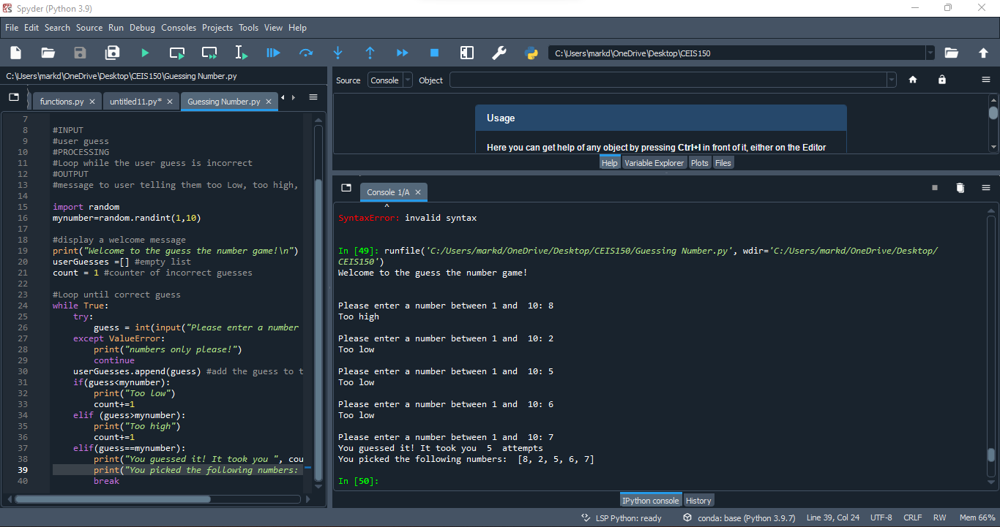 Spyder (Python 3.9)
File Edit Search Source Run Debug Consoles Projects Tools View Help
C:\Users\markd\OneDrive\Desktop\CEIS150
C:\Users\markd\OneDrive\Desktop\CEIS150\Guessing Number.py
functions.py untitled11.py* Guessing Number.py
7
8 #INPUT
9 #user guess
10 #PROCESSING
11 #Loop while the user guess is incorrect
12 #OUTPUT
13 #message to user telling them too Low, too high,
14
15 import random
16 mynumber=random.randint(1,10)
17
18 #display a welcome message
19 print("Welcome to the guess the number game!\n")
20 userGuesses =[] #empty list
21 count = 1 #counter of incorrect guesses
22
23 #Loop until correct guess
24 while True:
25 try:
26 guess = int(input("Please enter a number
27 except ValueError:
28 print("numbers only please!")
29 continue
30 userGuesses.append(guess) #add the guess to t
31 if(guess<mynumber):
32 print("Too Low")
33 count+=1
34 elif (guess>mynumber):
35 print("Too high")
36 count+=1
37 elif(guess==mynumber):
38 print("You guessed it! It took you ", cou
39 print("You picked the following numbers:
40 break
Source Console Object
Usage
Here you can get help of any object by pressing Ctrl+I in front of it, either on the Editor
Help Variable Explorer Plots Files
Console 1/A
^
SyntaxError: invalid syntax
In [49]: runfile('C:/Users/markd/OneDrive/Desktop/CEIS150/Guessing Number.py', wdir='C:/Users/markd/OneDrive/Desktop/
CEIS150')
Welcome to the guess the number game!
Please enter a number between 1 and 10: 8
Too high
Please enter a number between 1 and 10: 2
Too low
Please enter a number between 1 and 10: 5
Too low
Please enter a number between 1 and 10: 6
Too low
Please enter a number between 1 and 10: 7
You guessed it! It took you 5 attempts
You picked the following numbers: [8, 2, 5, 6, 7]
In [50]:
IPython console History
LSP Python: ready conda: base (Python 3.9.7) Line 39, Col 24 UTF-8 CRLF RW Mem 66%